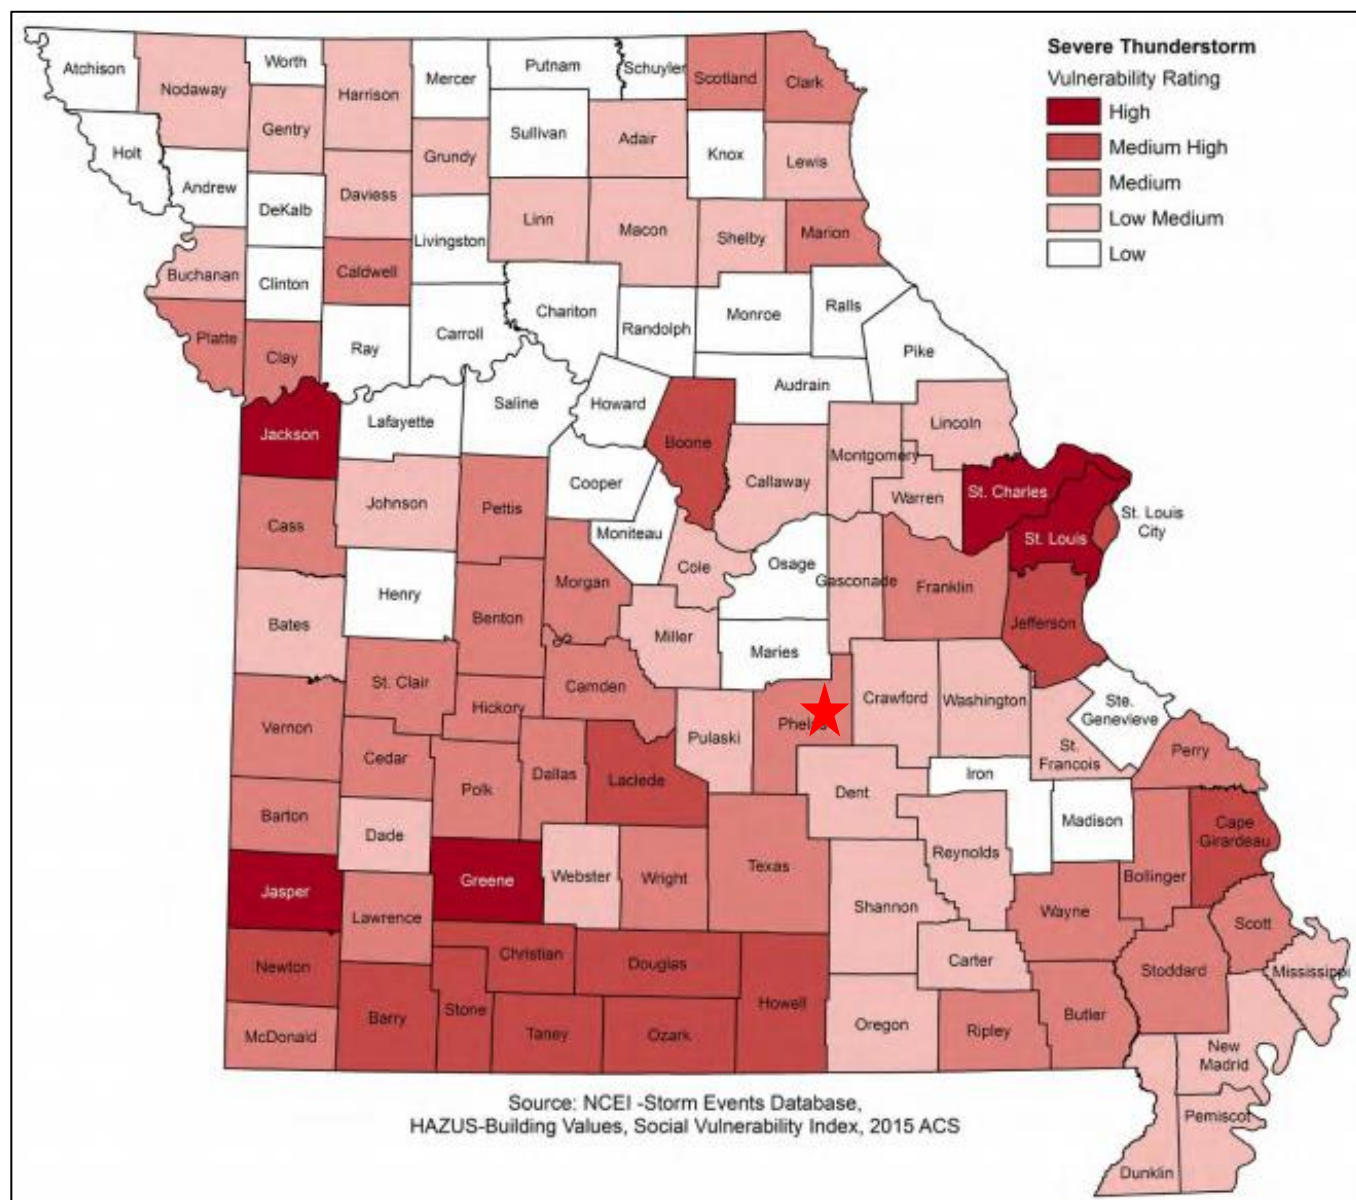 Severe Thunderstorm
Vulnerability Rating
High
Medium High
Medium
Low Medium
Low
Atchison
Nodaway
Worth
Harrison
Mercer
Putnam
Schuyler
Scotland
Clark
Holt
Gentry
Grundy
Sullivan
Adair
Knox
Lewis
Andrew
DeKalb
Daviess
Livingston
Linn
Macon
Shelby
Marion
Buchanan
Clinton
Caldwell
Chariton
Randolph
Monroe
Ralls
Pike
Platte
Clay
Ray
Carroll
Audrain
Jackson
Lafayette
Saline
Howard
Boone
Lincoln
Montgomery
Callaway
Warren
St. Charles
Cooper
Johnson
Pettis
Cass
Moniteau
St. Louis
City
St. Louis
Osage
Cole
Gasconade
Franklin
Henry
Morgan
Benton
Bates
Miller
Maries
Jefferson
St. Clair
Camden
Hickory
Vernon
Phel
Pulaski
Crawford
Washington
Ste.
Genevieve
St.
Francois
Perry
Cedar
Polk
Dallas
Laclede
Dent
Iron
Madison
Barton
Dade
Cape
Girardeau
Reynolds
Jasper
Greene
Webster
Wright
Texas
Bollinger
Lawrence
Shannon
Wayne
Scott
Newton
Christian
Douglas
Carter
Stoddard
Mississippi
Howell
Barry
Stone
Taney
Ozark
Oregon
Ripley
Butler
McDonald
New
Madrid
Pemiscot
Dunklin
Source: NCEI -Storm Events Database,
HAZUS-Building Values, Social Vulnerability Index, 2015 ACS